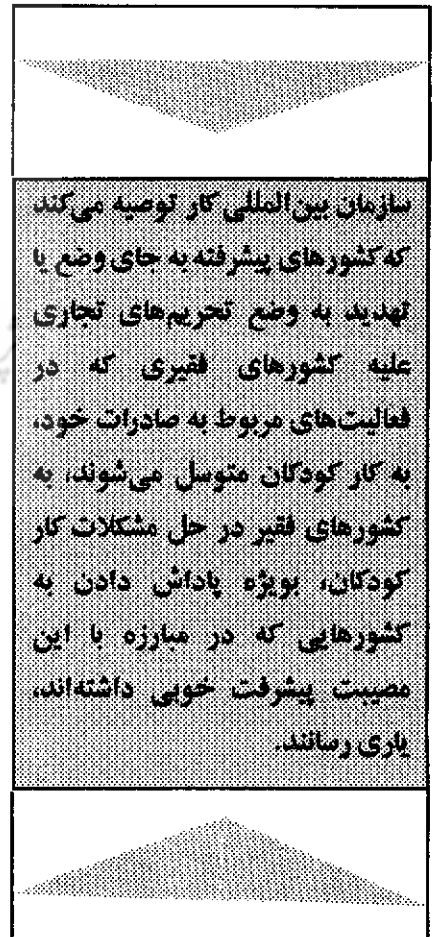 سازمان بین‌المللی کار توصیه می‌کند
که کشورهای پیشرفته به جای وضع یا
تهدید به وضع تحریم‌های تجاری
علیه کشورهای فقیری که در
فعالیت‌های مربوط به صادرات خود،
به کار کودکان متوسل می‌شوند، به
کشورهای فقیر در حل مشکلات کار
کودکان، بویژه پاداش دادن به
کشورهایی که در مبارزه با این
مصیبت پیشرفت خوبی داشته‌اند،
یاری رسانند.